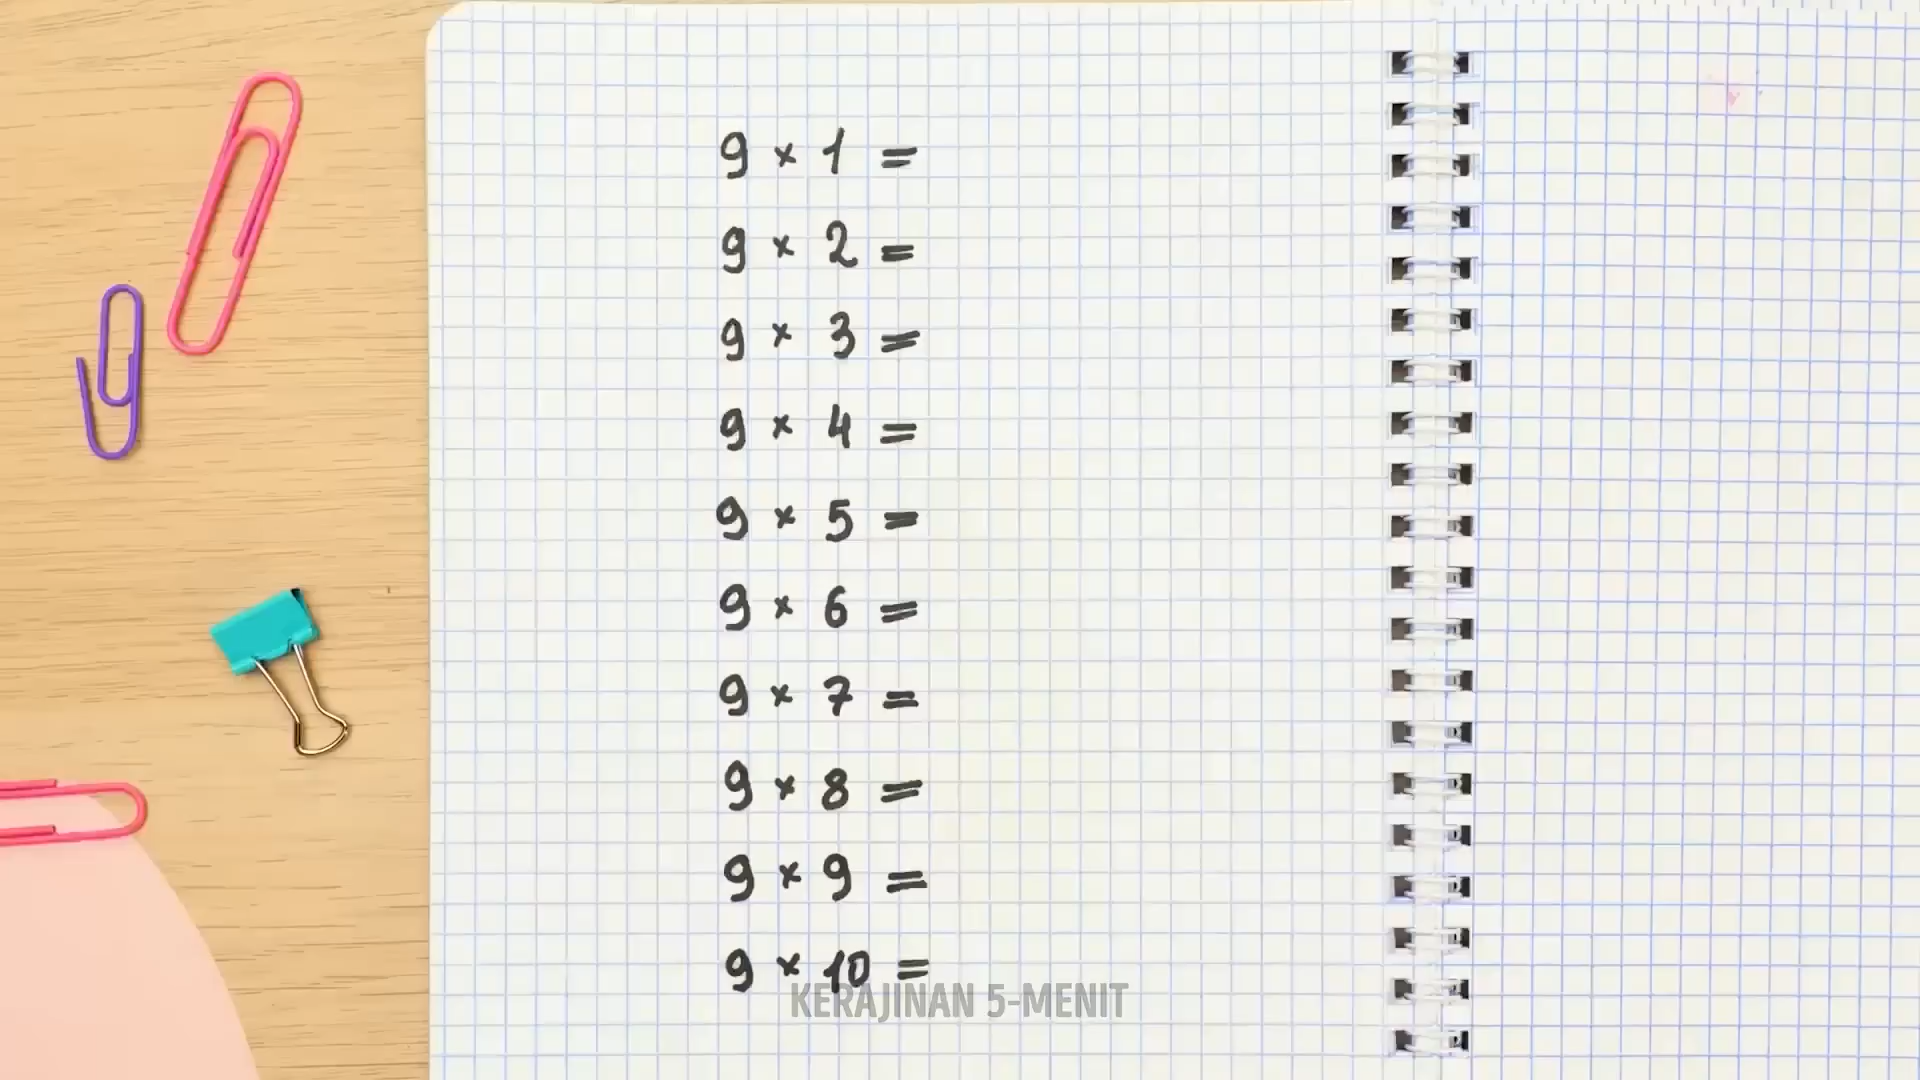 9 × 1 =
9 × 2 =
9 × 3 =
9 × 4 =
9 × 5 =
9 × 6 =
9 × 7 =
9 × 8 =
9 × 9 =
9 × 10 =
KERAJINAN 5-MENIT